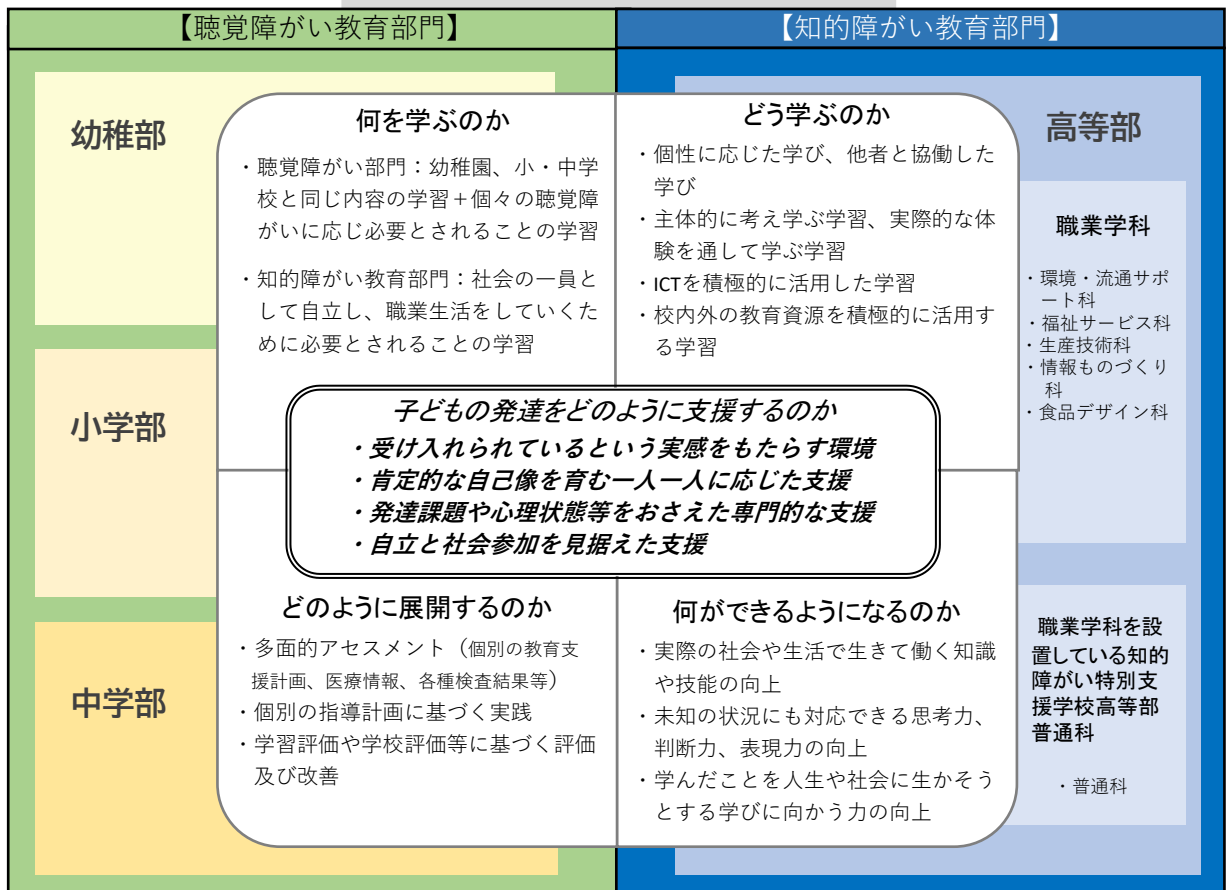 【聴覚障がい教育部門】
【知的障がい教育部門】
幼稚部
小学部
中学部
何を学ぶのか
・聴覚障がい部門：幼稚園、小・中学
校と同じ内容の学習＋個々の聴覚障
がいに応じ必要とされることの学習
・知的障がい教育部門：社会の一員と
して自立し、職業生活をしていくた
めに必要とされることの学習
どう学ぶのか
・個性に応じた学び、他者と協働した
学び
・主体的に考え学ぶ学習、実際的な体
験を通して学ぶ学習
・ICTを積極的に活用した学習
・校内外の教育資源を積極的に活用す
る学習
子どもの発達をどのように支援するのか
・受け入れられているという実感をもたらす環境
・肯定的な自己像を育む一人一人に応じた支援
・発達課題や心理状態等をおさえた専門的な支援
・自立と社会参加を見据えた支援
どのように展開するのか
・多面的アセスメント（個別の教育支
援計画、医療情報、各種検査結果等）
・個別の指導計画に基づく実践
・学習評価や学校評価等に基づく評価
及び改善
何ができるようになるのか
・実際の社会や生活で生きて働く知識
や技能の向上
・未知の状況にも対応できる思考力、
判断力、表現力の向上
・学んだことを人生や社会に生かそう
とする学びに向かう力の向上
高等部
職業学科
・環境・流通サポ
ート科
・福祉サービス科
・生産技術科
・情報ものづくり
科
・食品デザイン科
職業学科を設
置している知的
障がい特別支
援学校高等部
普通科
・普通科